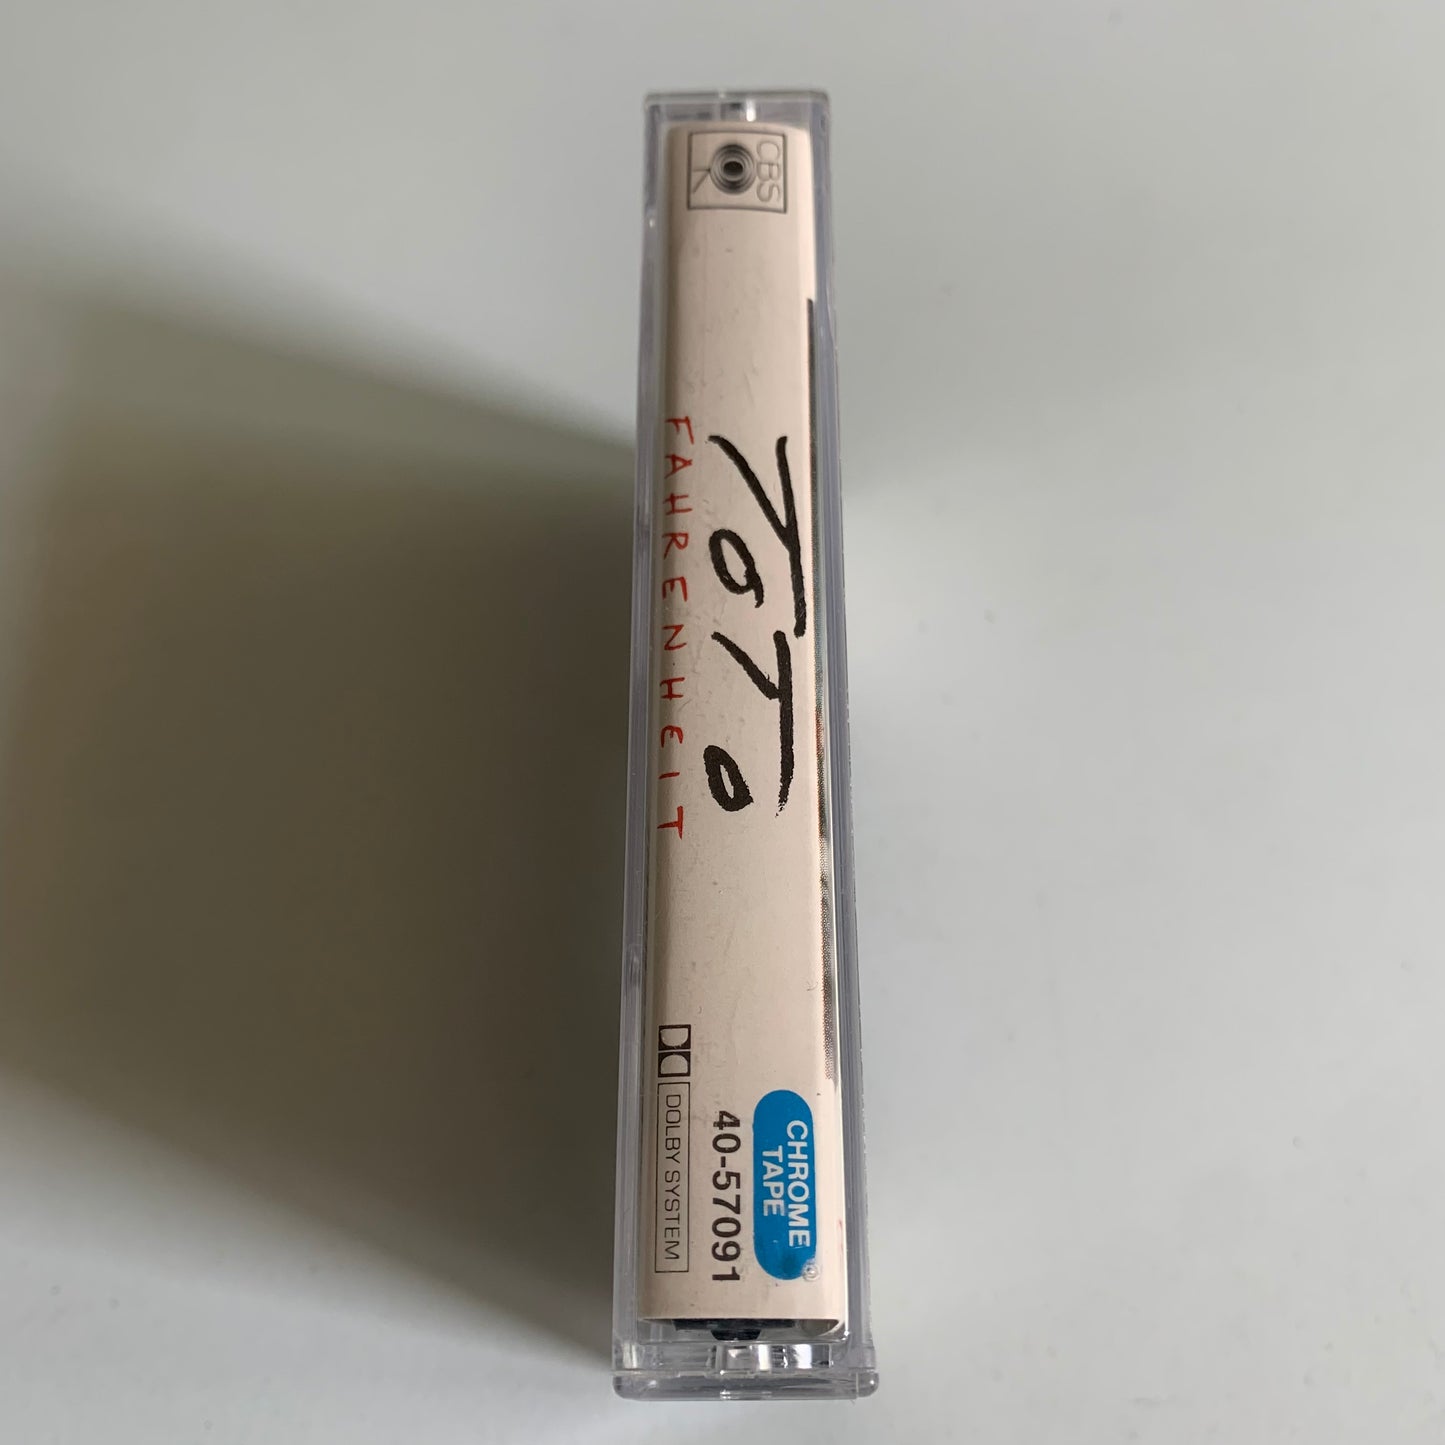 CBS
TOTO
FAHRENHEIT
CHROME
TAPE
®
40-57091
DOLBY SYSTEM